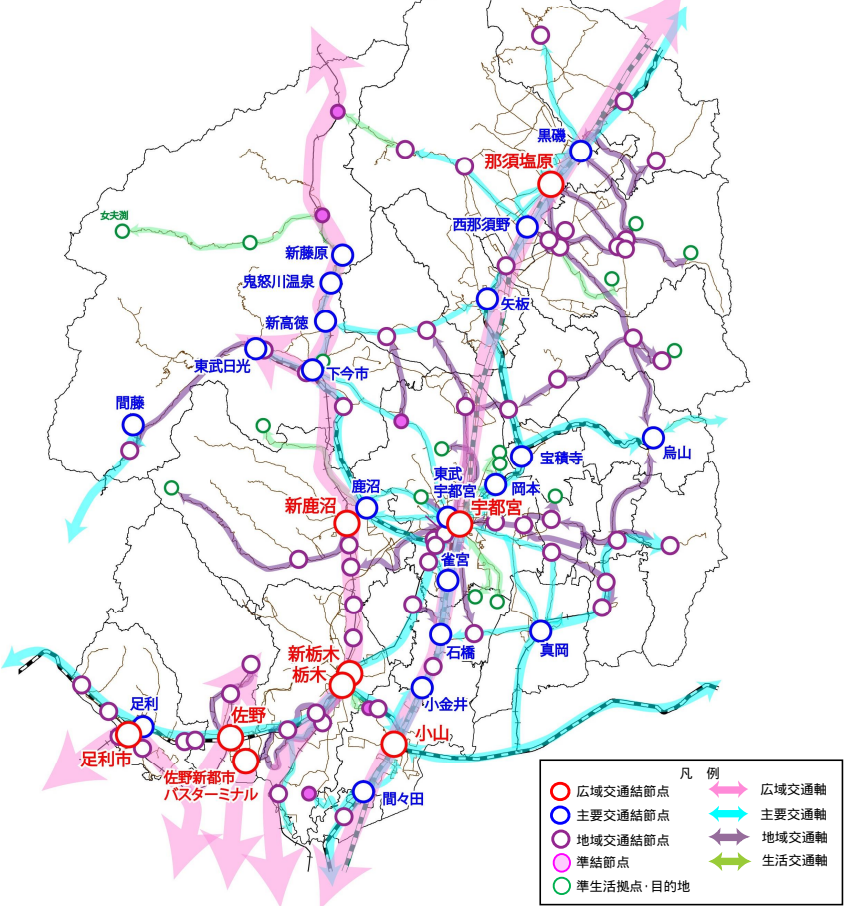 黒磯
那須塩原
女夫渕
西那須野
新藤原
鬼怒川温泉
矢板
新高徳
東武日光
下今市
間藤
烏山
宝積寺
東武
宇都宮
岡本
鹿沼
新鹿沼
宇都宮
雀宮
石橋
真岡
新栃木
栃木
小金井
足利
佐野
小山
足利市
佐野新都市
バスターミナル
間々田
凡 例
広域交通結節点
主要交通結節点
地域交通結節点
準結節点
準生活拠点・目的地
広域交通軸
主要交通軸
地域交通軸
生活交通軸